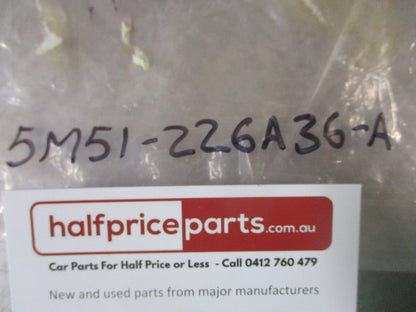 5M51-226A36-A
halfpriceparts.com.au
Car Parts For Half Price or Less - Call 0412 760 479
New and used parts from major manufacturers